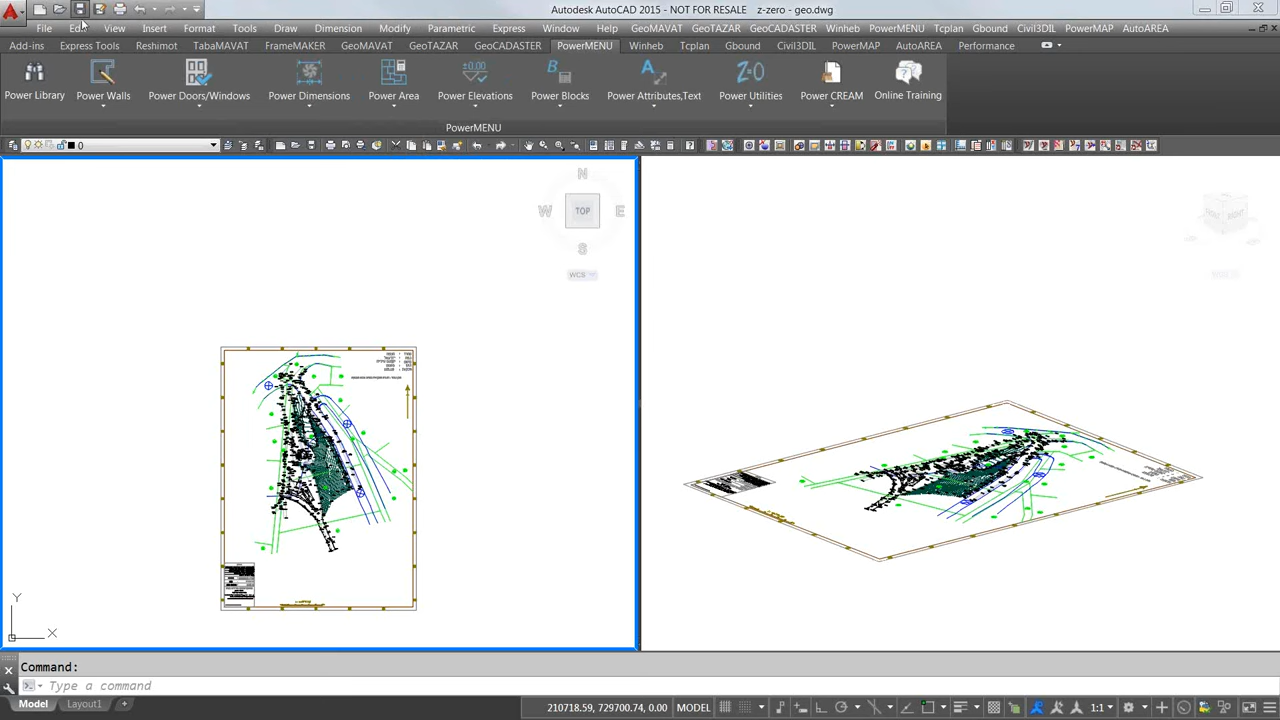 Autodesk AutoCAD 2015 - NOT FOR RESALE z-zero - geo.dwg
File Edit View Insert Format Tools Draw Dimension Modify Parametric Express Window Help GeoMAVAT GeoTAZAR GeoCADASTER Winheb PowerMENU Tcplan Gbound Civil3DIL PowerMAP AutoAREA
Add-ins Express Tools Reshimot TabaMAVAT FrameMAKER GeoMAVAT GeoTAZAR GeoCADASTER PowerMENU Winheb Tcplan Gbound Civil3DIL PowerMAP AutoAREA Performance
Power Library Power Walls Power Doors/Windows Power Dimensions Power Area Power Elevations Power Blocks Power Attributes,Text Power Utilities Power CREAM Online Training
PowerMENU
0
N
W TOP E
S
WCS
Y
X
Command:
Type a command
Model Layout1 + 210718.59, 729700.74, 0.00 MODEL 1:1